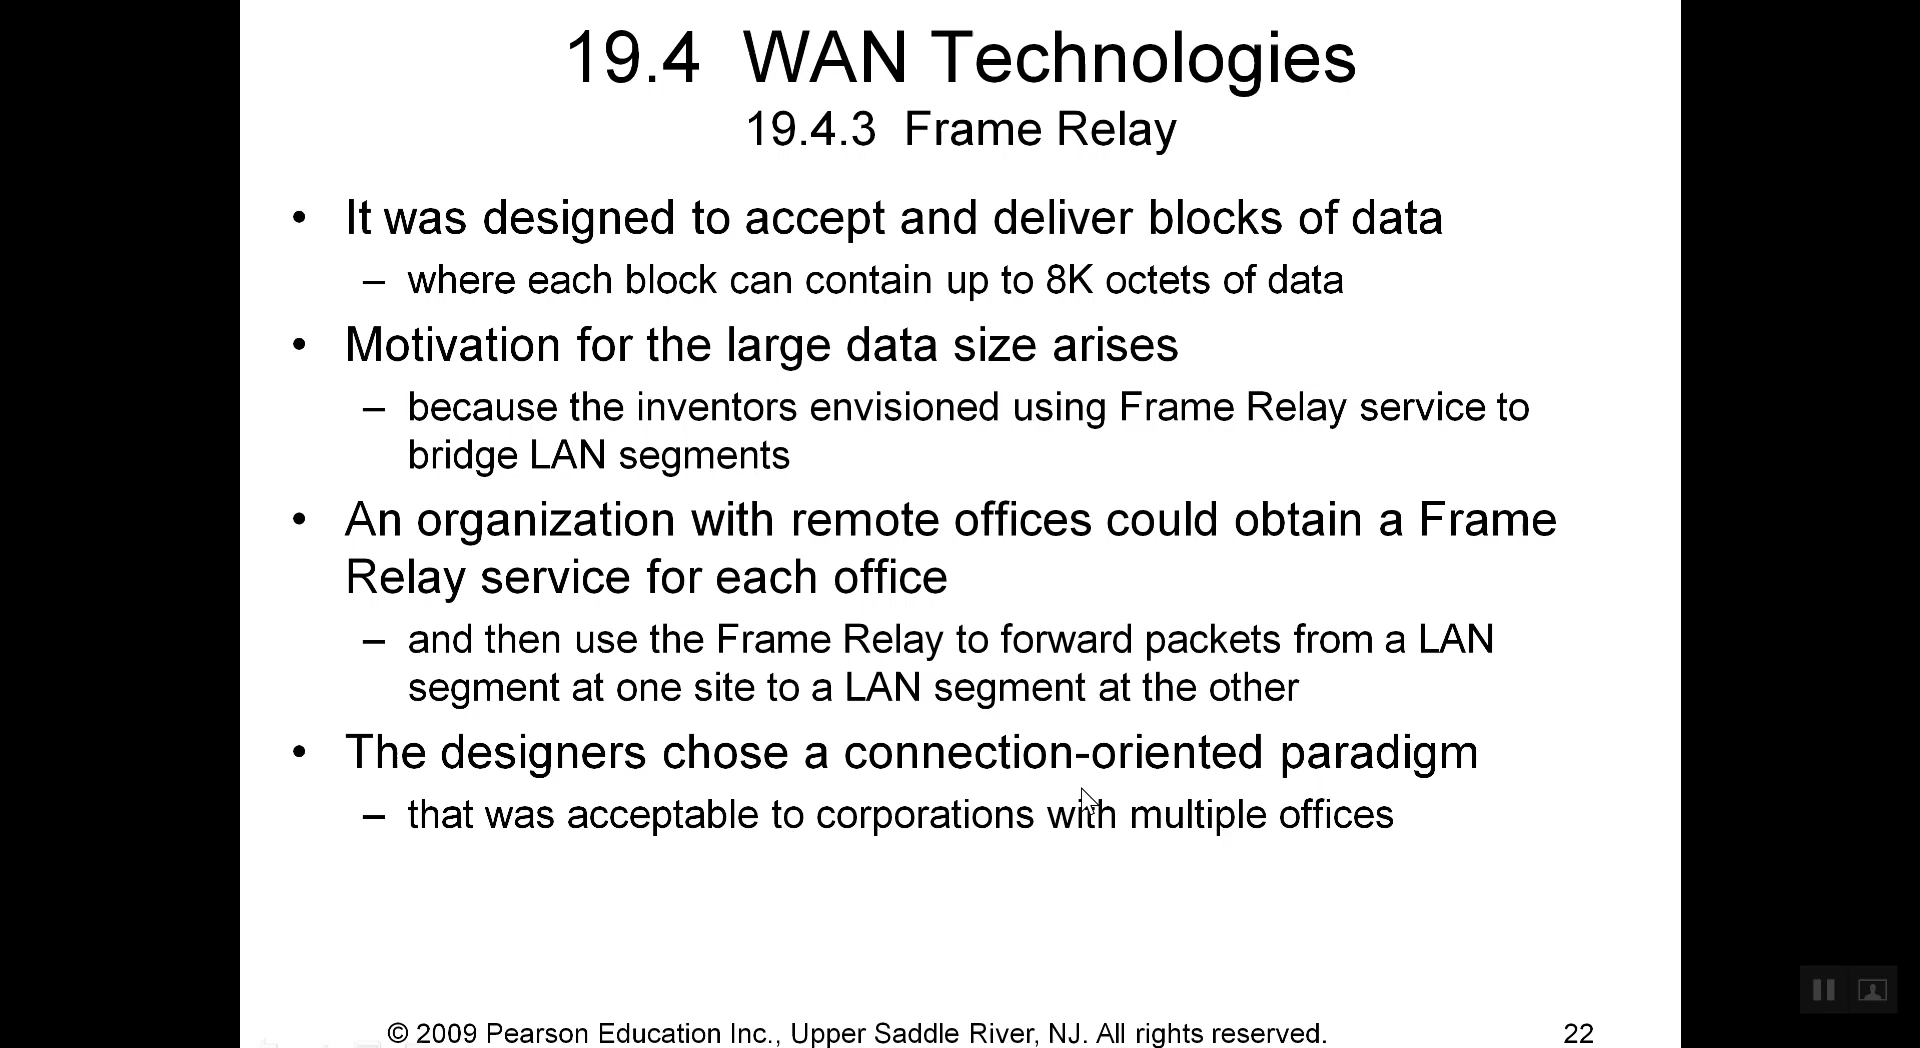 19.4 WAN Technologies
19.4.3 Frame Relay
• It was designed to accept and deliver blocks of data
– where each block can contain up to 8K octets of data
• Motivation for the large data size arises
– because the inventors envisioned using Frame Relay service to
bridge LAN segments
• An organization with remote offices could obtain a Frame
Relay service for each office
– and then use the Frame Relay to forward packets from a LAN
segment at one site to a LAN segment at the other
• The designers chose a connection-oriented paradigm
– that was acceptable to corporations with multiple offices
© 2009 Pearson Education Inc., Upper Saddle River, NJ. All rights reserved.
22